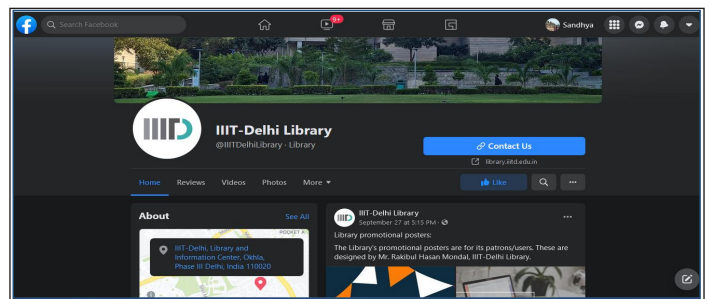 Search Facebook
9+
Sandhya
IIITD
IIIT-Delhi Library
@IIITDelhiLibrary · Library
Contact Us
library.iiitd.edu.in
Home Reviews Videos Photos More
Like
About
See All
POCKET A
IIIT-Delhi, Library and
Information Center, Okhla,
Phase III Delhi, India 110020
IIITD
IIIT-Delhi Library
September 27 at 5:15 PM ·
Library promotional posters:
The Library's promotional posters are for its patrons/users. These are
designed by Mr. Rakibul Hasan Mondal, IIIT-Delhi Library.